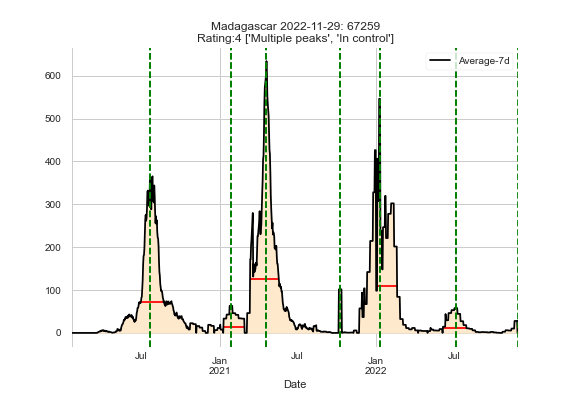 Madagascar 2022-11-29: 67259
Rating:4 ['Multiple peaks', 'In control']
Average-7d
600
500
400
300
200
100
0
Jul
Jan
2021
Jul
Jan
2022
Jul
Date